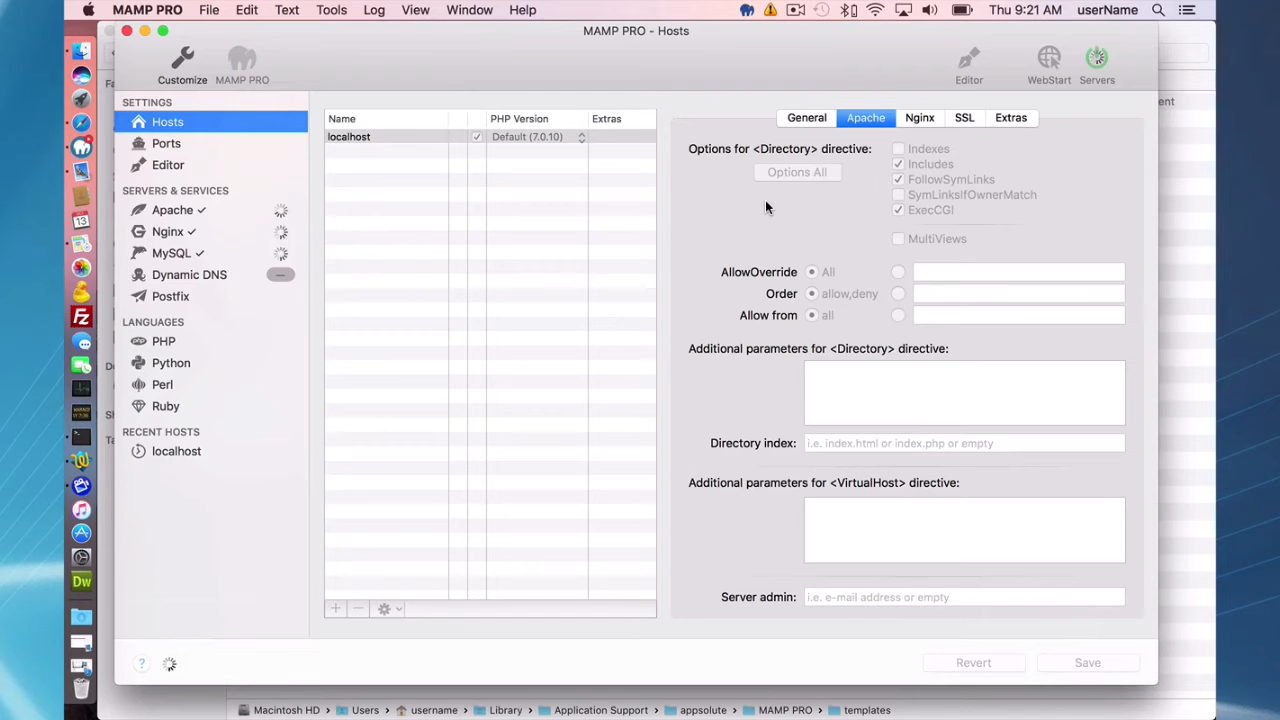 MAMP PRO File Edit Text Tools Log View Window Help Thu 9:21 AM userName
MAMP PRO - Hosts
Customize MAMP PRO Editor WebStart Servers
SETTINGS
Hosts
Ports
Editor
SERVERS & SERVICES
Apache
Nginx
MySQL
Dynamic DNS
Postfix
LANGUAGES
PHP
Python
Perl
Ruby
RECENT HOSTS
localhost
Name PHP Version Extras
localhost Default (7.0.10)
General Apache Nginx SSL Extras
Options for <Directory> directive:
Options All
Indexes
Includes
FollowSymLinks
SymLinksIfOwnerMatch
ExecCGI
MultiViews
AllowOverride All
Order allow,deny
Allow from all
Additional parameters for <Directory> directive:
Directory index: i.e. index.html or index.php or empty
Additional parameters for <VirtualHost> directive:
Server admin: i.e. e-mail address or empty
? Revert Save
Macintosh HD Users username Library Application Support appsolute MAMP PRO templates
Fz
13
Dw